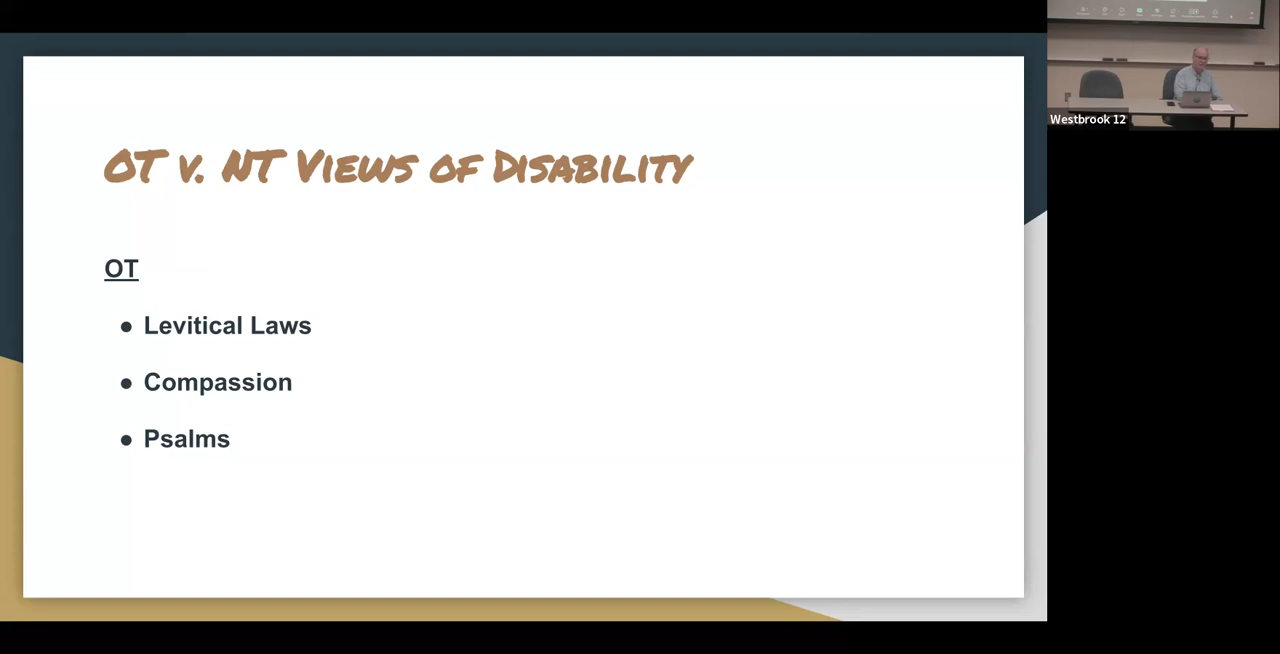 OT v. NT Views of Disability
OT
● Levitical Laws
● Compassion
● Psalms
Westbrook 12